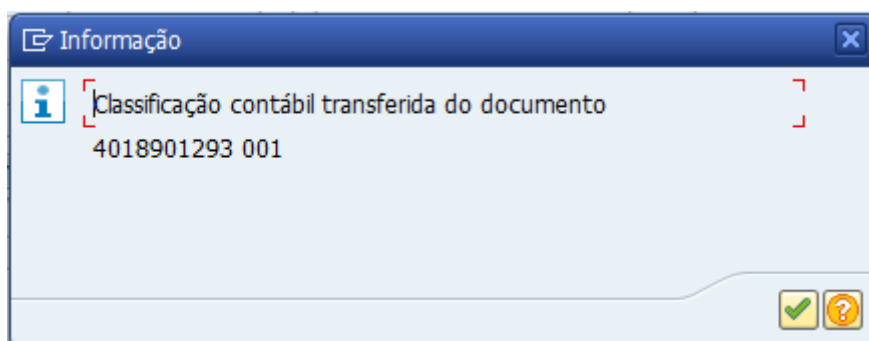 Informação
Classificação contábil transferida do documento
4018901293 001